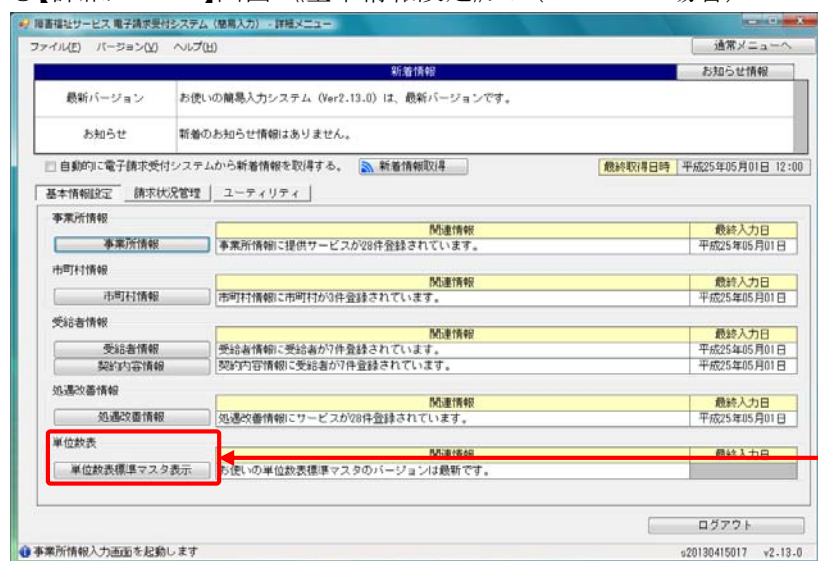 障害福祉サービス 電子請求受付システム (簡易入力) - 詳細メニュー
ファイル(F) バージョン(V) ヘルプ(H)
通常メニューへ
新着情報
お知らせ情報
最新バージョン お使いの簡易入力システム (Ver2.13.0) は、最新バージョンです。
お知らせ 新着のお知らせ情報はありません。
自動的に電子請求受付システムから新着情報を取得する。 新着情報取得 最終取得日時 平成25年05月01日 12:00
基本情報設定 請求状況管理 ユーティリティ
事業所情報
関連情報 最終入力日
事業所情報 事業所情報に提供サービスが28件登録されています。 平成25年05月01日
市町村情報
関連情報 最終入力日
市町村情報 市町村情報に市町村が3件登録されています。 平成25年05月01日
受給者情報
関連情報 最終入力日
受給者情報 受給者情報に受給者が7件登録されています。 平成25年05月01日
契約内容情報 契約内容情報に受給者が7件登録されています。 平成25年05月01日
処遇改善情報
関連情報 最終入力日
処遇改善情報 処遇改善情報にサービスが28件登録されています。 平成25年05月01日
単位数表
関連情報 最終入力日
単位数表標準マスタ表示 お使いの単位数表標準マスタのバージョンは最新です。
ログアウト
事業所情報入力画面を起動します s20130415017 v2.13.0